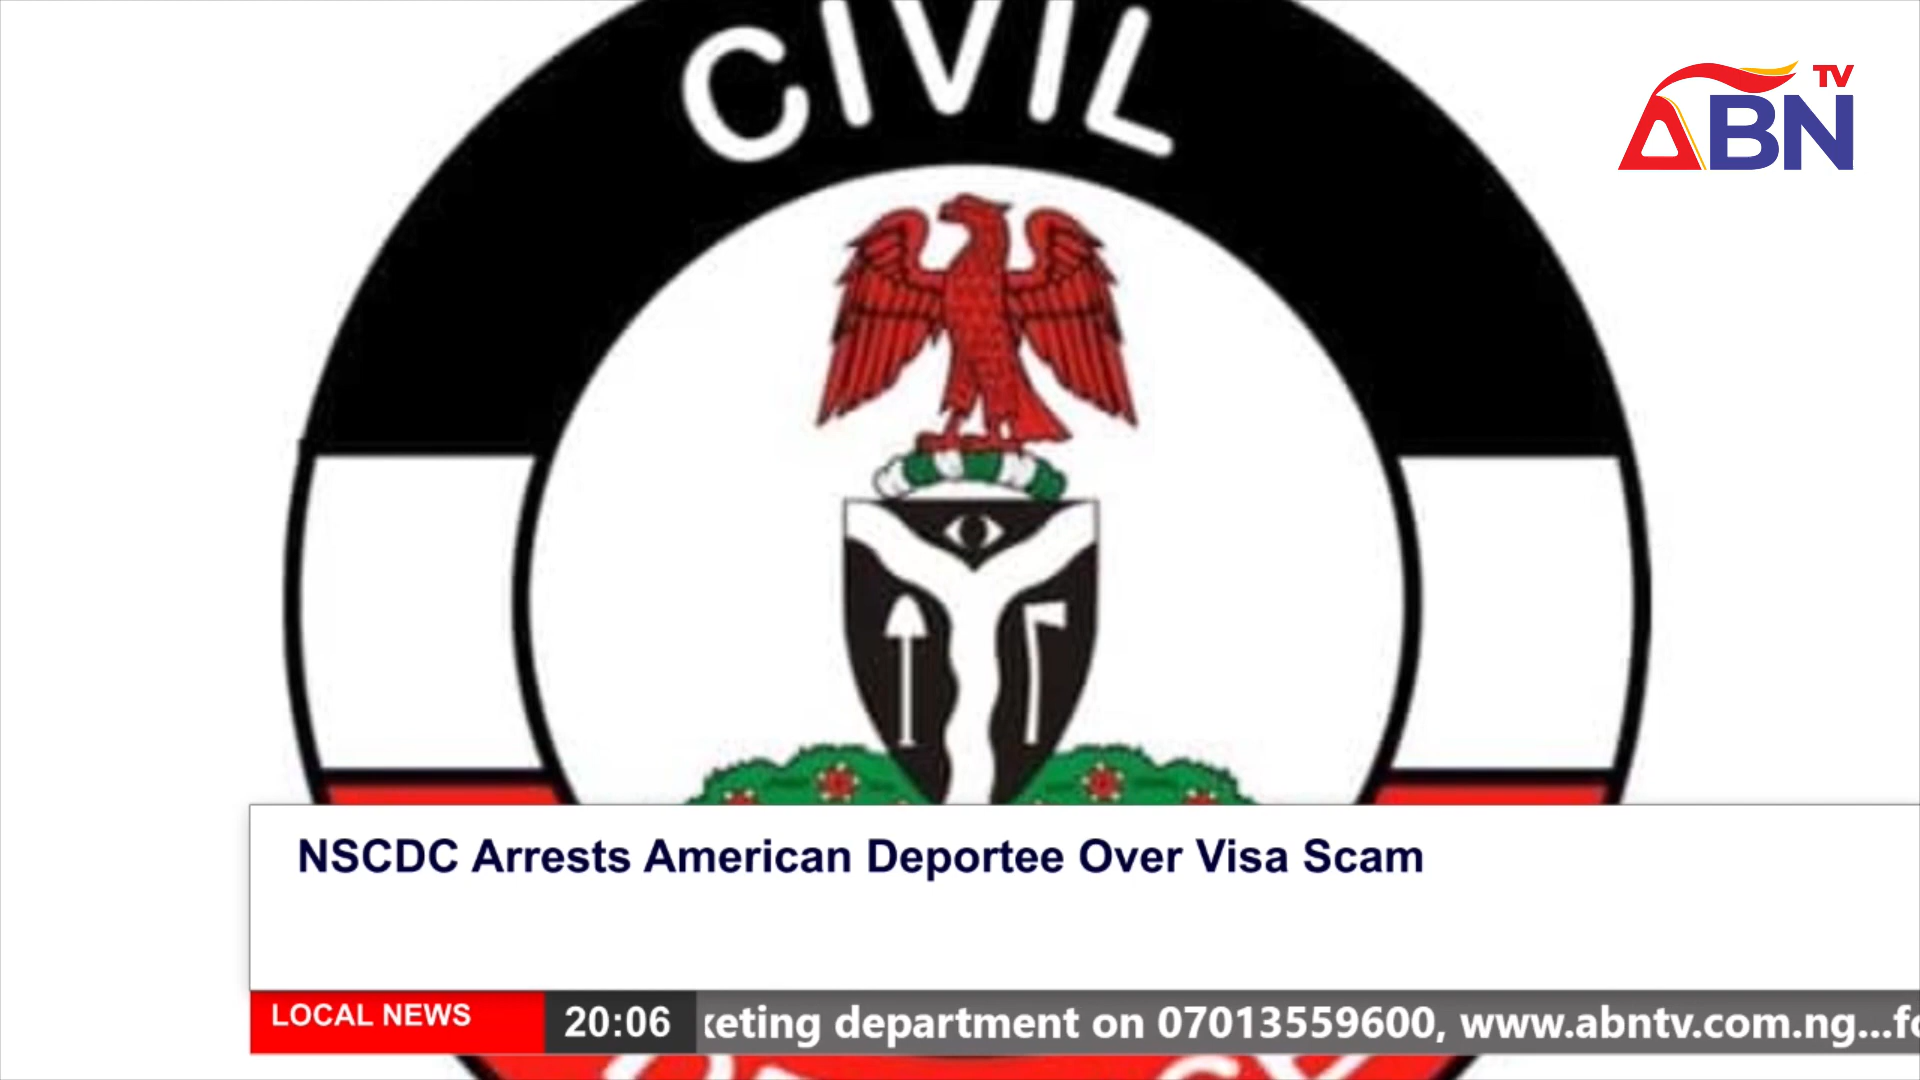 CIVIL
ABN TV
NSCDC Arrests American Deportee Over Visa Scam
LOCAL NEWS
20:06
keting department on 07013559600, www.abntv.com.ng...fo